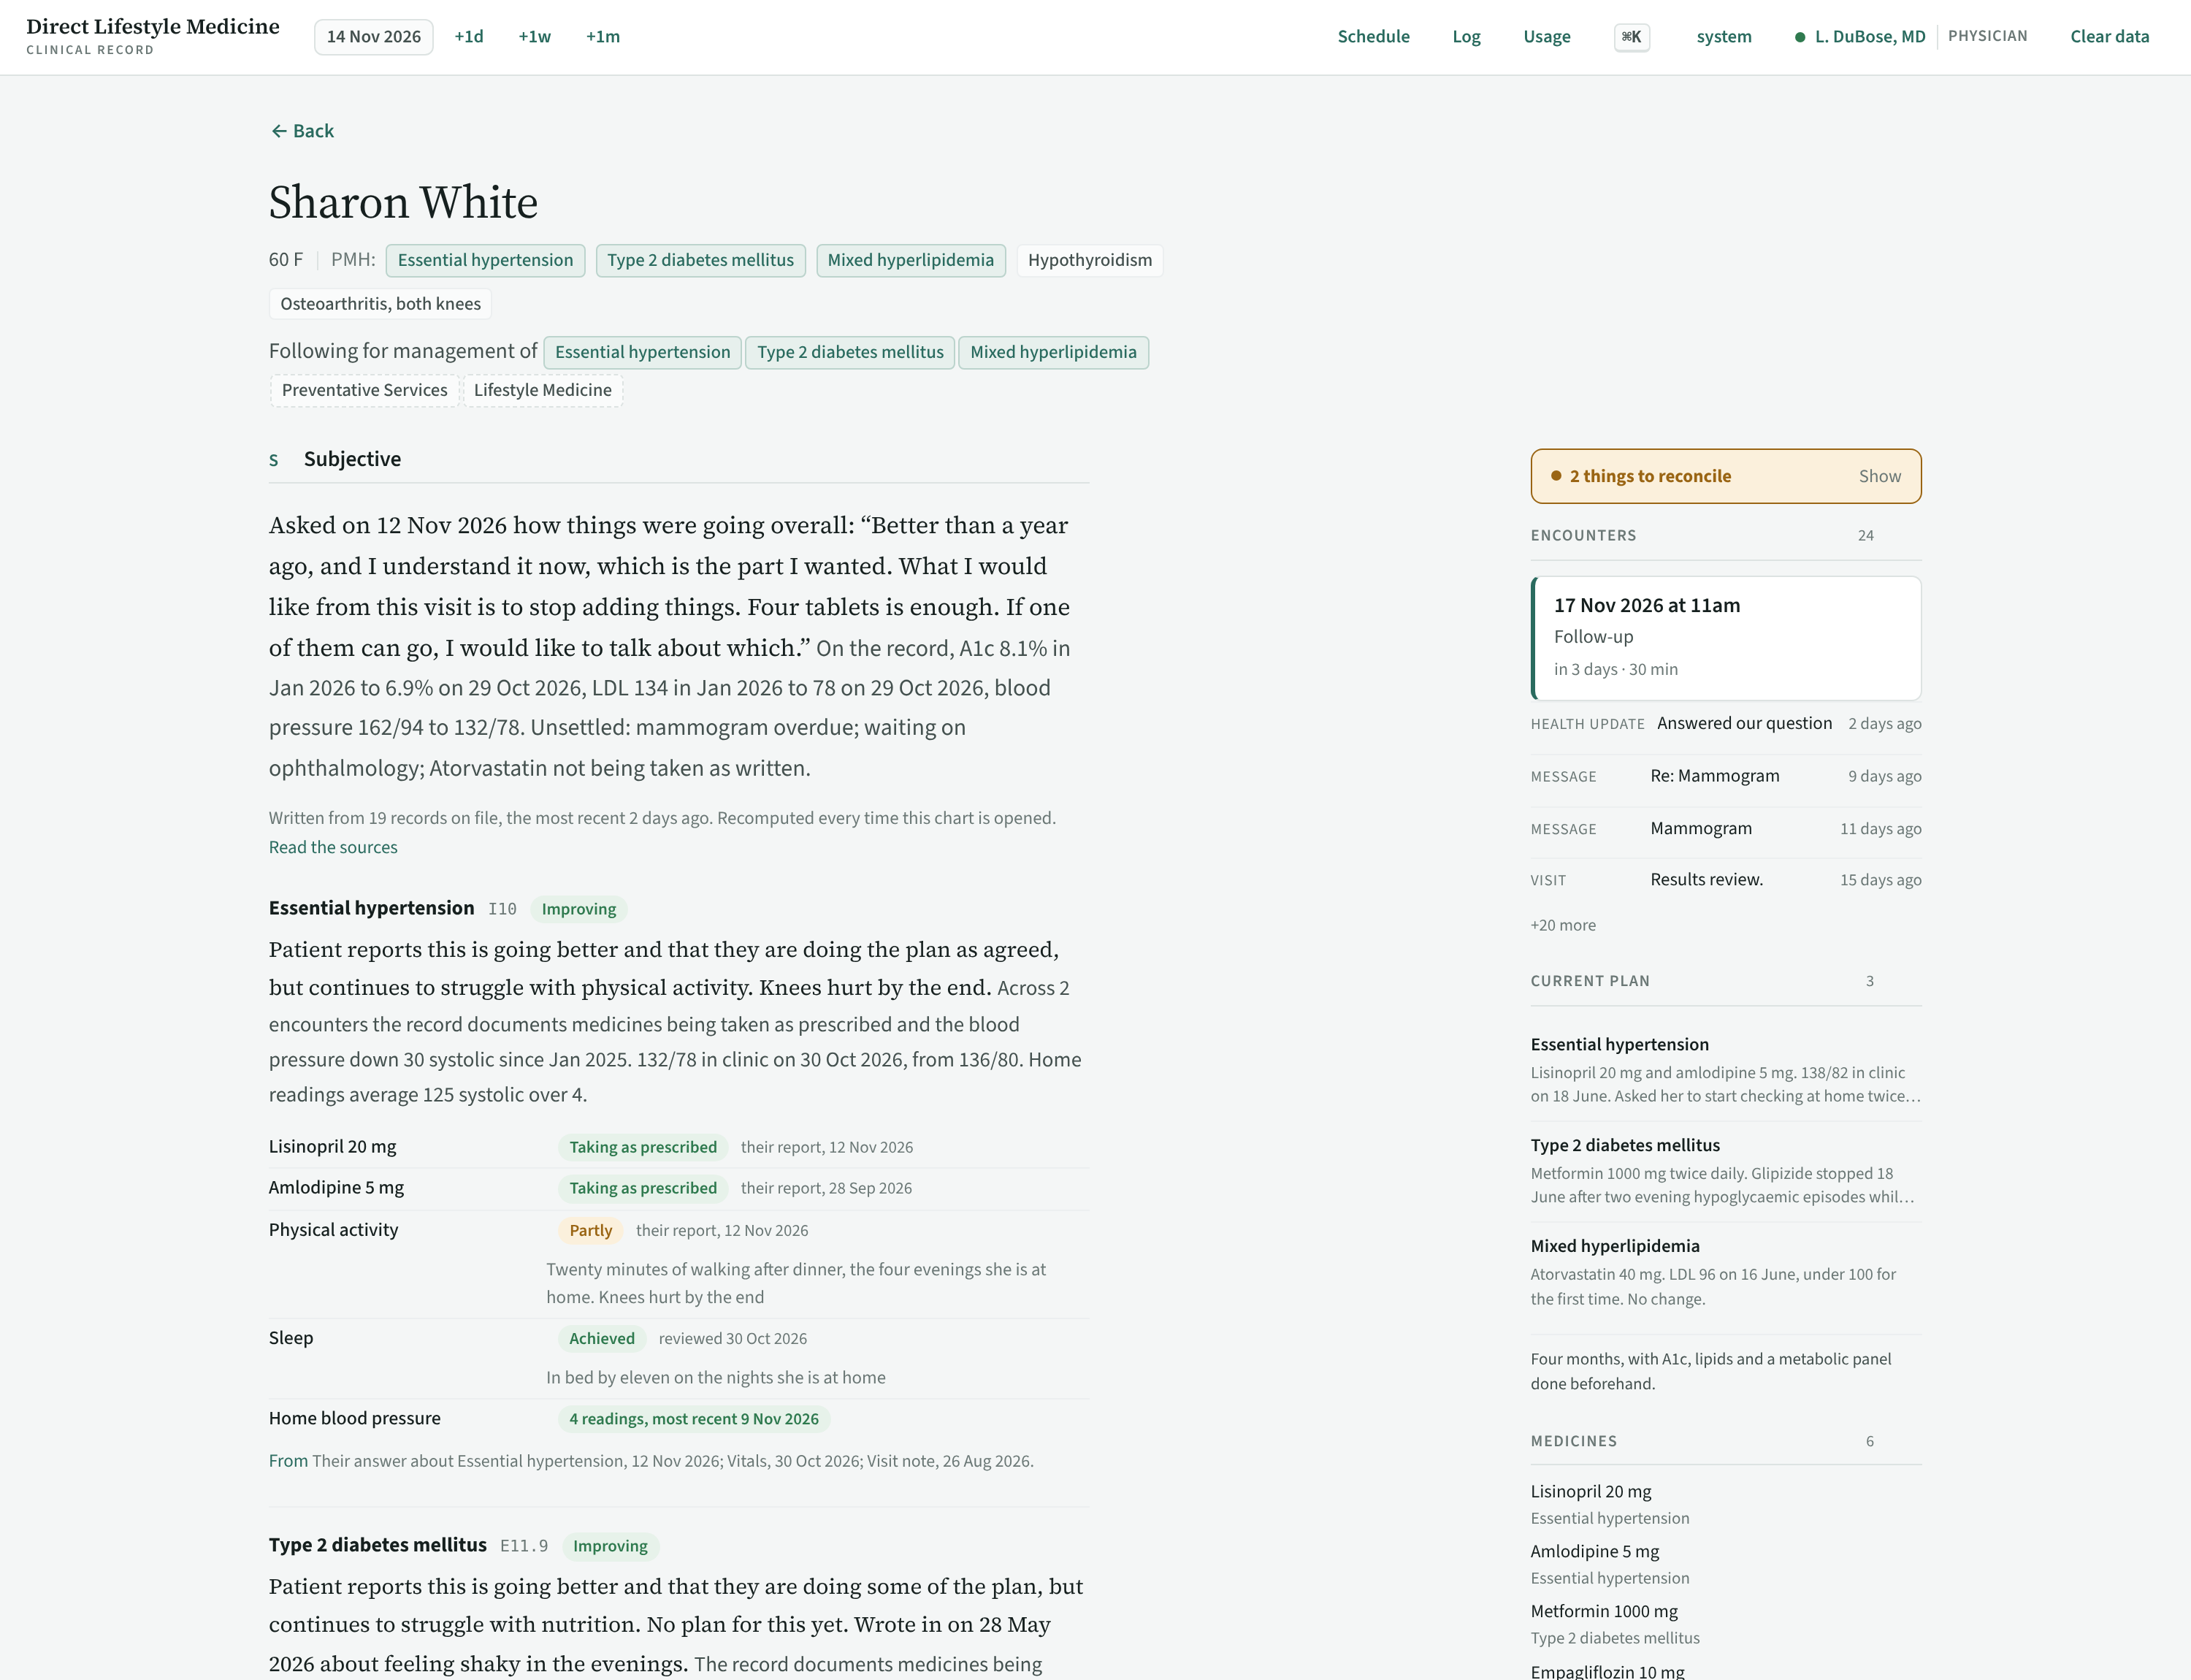 Direct Lifestyle Medicine
CLINICAL RECORD
14 Nov 2026 +1d +1w +1m
Schedule Log Usage ⌘K system L. DuBose, MD PHYSICIAN Clear data
← Back
Sharon White
60 F PMH: Essential hypertension Type 2 diabetes mellitus Mixed hyperlipidemia Hypothyroidism
Osteoarthritis, both knees
Following for management of Essential hypertension Type 2 diabetes mellitus Mixed hyperlipidemia
Preventative Services Lifestyle Medicine
S Subjective
Asked on 12 Nov 2026 how things were going overall: “Better than a year
ago, and I understand it now, which is the part I wanted. What I would
like from this visit is to stop adding things. Four tablets is enough. If one
of them can go, I would like to talk about which.” On the record, A1c 8.1% in
Jan 2026 to 6.9% on 29 Oct 2026, LDL 134 in Jan 2026 to 78 on 29 Oct 2026, blood
pressure 162/94 to 132/78. Unsettled: mammogram overdue; waiting on
ophthalmology; Atorvastatin not being taken as written.
Written from 19 records on file, the most recent 2 days ago. Recomputed every time this chart is opened.
Read the sources
Essential hypertension I10 Improving
Patient reports this is going better and that they are doing the plan as agreed,
but continues to struggle with physical activity. Knees hurt by the end. Across 2
encounters the record documents medicines being taken as prescribed and the blood
pressure down 30 systolic since Jan 2025. 132/78 in clinic on 30 Oct 2026, from 136/80. Home
readings average 125 systolic over 4.
Lisinopril 20 mg Taking as prescribed their report, 12 Nov 2026
Amlodipine 5 mg Taking as prescribed their report, 28 Sep 2026
Physical activity Partly their report, 12 Nov 2026
Twenty minutes of walking after dinner, the four evenings she is at
home. Knees hurt by the end
Sleep Achieved reviewed 30 Oct 2026
In bed by eleven on the nights she is at home
Home blood pressure 4 readings, most recent 9 Nov 2026
From Their answer about Essential hypertension, 12 Nov 2026; Vitals, 30 Oct 2026; Visit note, 26 Aug 2026.
Type 2 diabetes mellitus E11.9 Improving
Patient reports this is going better and that they are doing some of the plan, but
continues to struggle with nutrition. No plan for this yet. Wrote in on 28 May
2026 about feeling shaky in the evenings. The record documents medicines being
2 things to reconcile Show
ENCOUNTERS 24
17 Nov 2026 at 11am
Follow-up
in 3 days · 30 min
HEALTH UPDATE Answered our question 2 days ago
MESSAGE Re: Mammogram 9 days ago
MESSAGE Mammogram 11 days ago
VISIT Results review. 15 days ago
+20 more
CURRENT PLAN 3
Essential hypertension
Lisinopril 20 mg and amlodipine 5 mg. 138/82 in clinic
on 18 June. Asked her to start checking at home twice…
Type 2 diabetes mellitus
Metformin 1000 mg twice daily. Glipizide stopped 18
June after two evening hypoglycaemic episodes whil…
Mixed hyperlipidemia
Atorvastatin 40 mg. LDL 96 on 16 June, under 100 for
the first time. No change.
Four months, with A1c, lipids and a metabolic panel
done beforehand.
MEDICINES 6
Lisinopril 20 mg
Essential hypertension
Amlodipine 5 mg
Essential hypertension
Metformin 1000 mg
Type 2 diabetes mellitus
Empagliflozin 10 mg